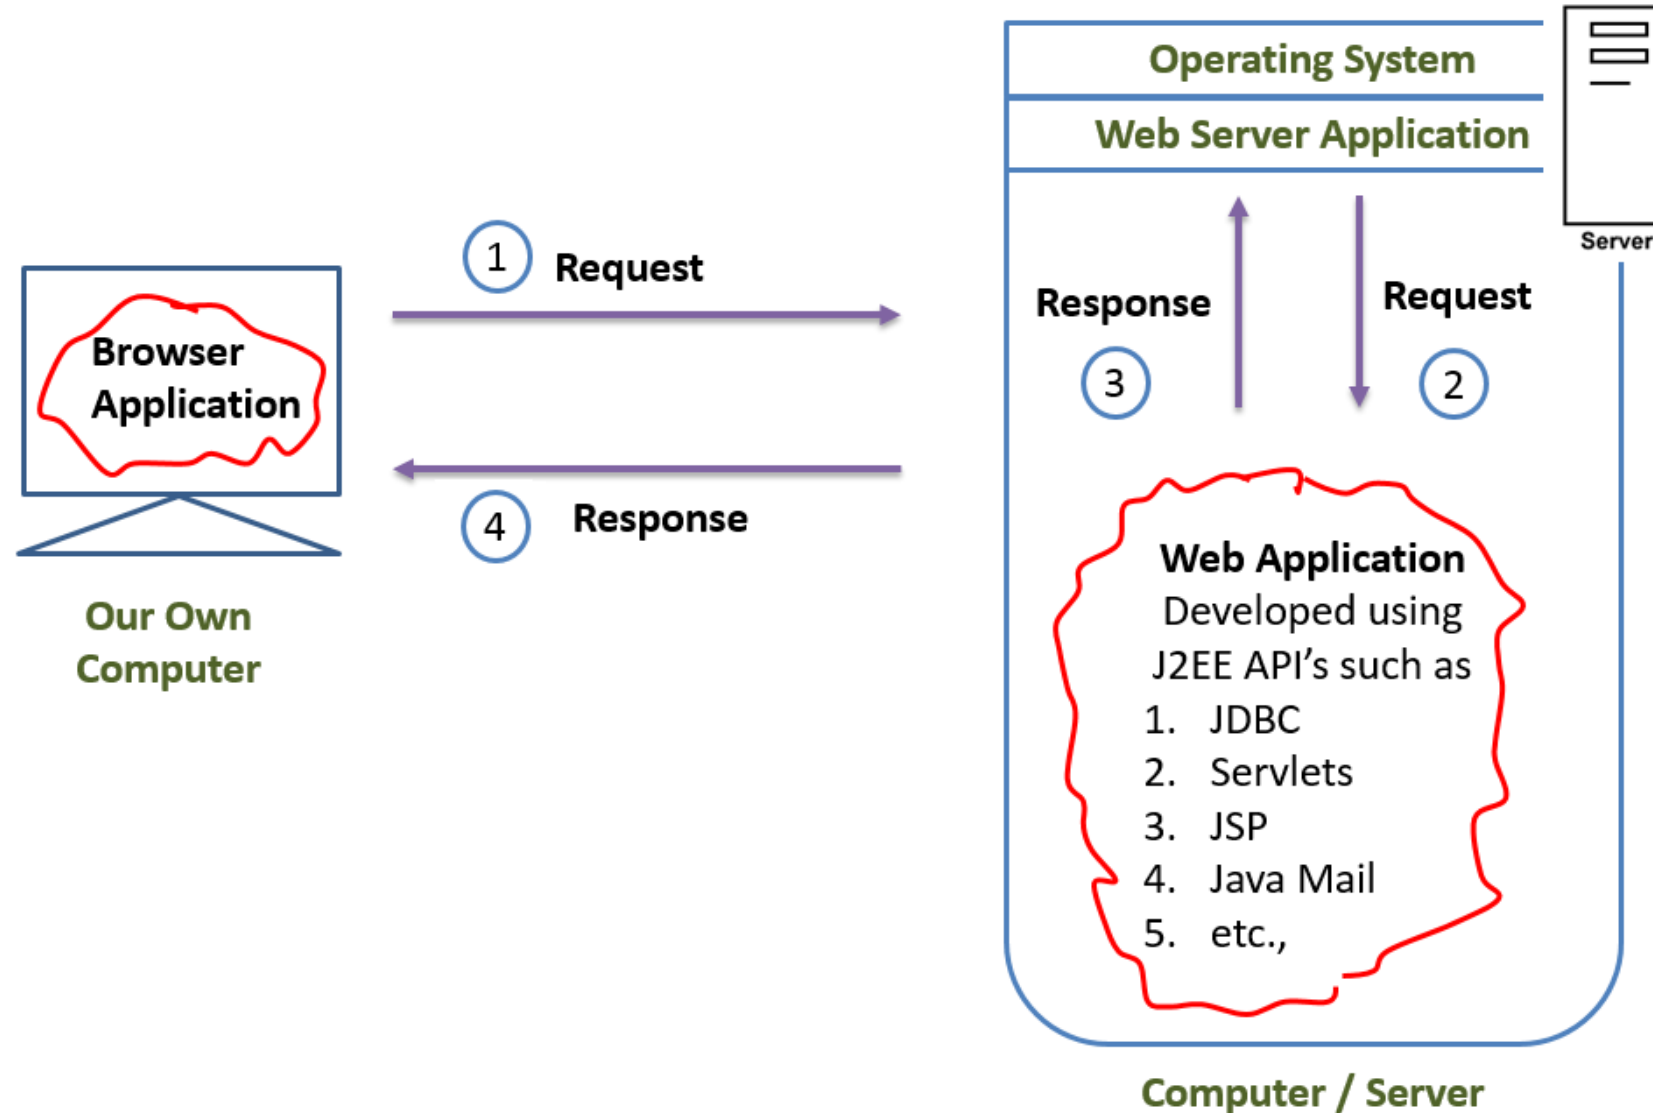 Operating System
Web Server Application
Server
1
Request
Browser
Application
4
Response
Our Own
Computer
Response
3
Request
2
Web Application
Developed using
J2EE API’s such as
1. JDBC
2. Servlets
3. JSP
4. Java Mail
5. etc.,
Computer / Server